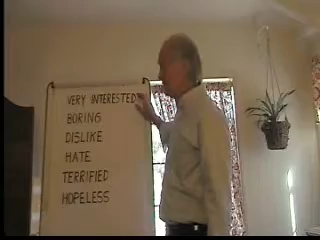 VERY INTERESTED
BORING
DISLIKE
HATE
TERRIFIED
HOPELESS